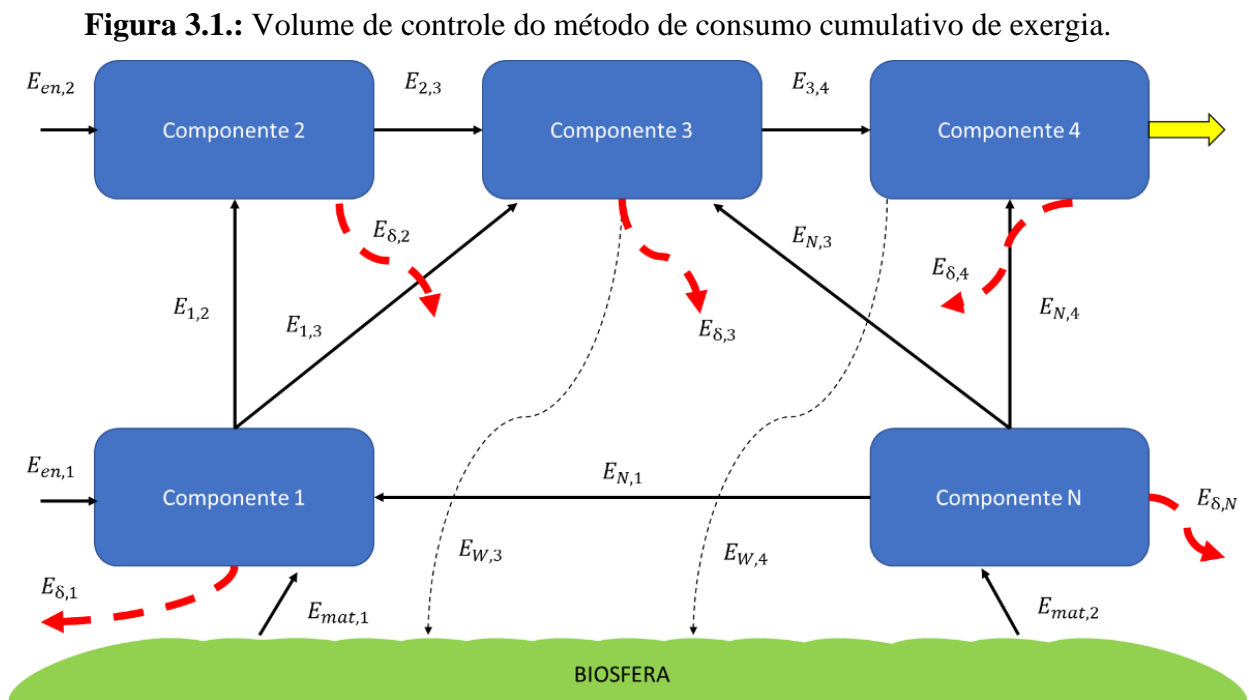 Figura 3.1.: Volume de controle do método de consumo cumulativo de exergia.
E_{en,2}
Componente 2
E_{2,3}
Componente 3
E_{3,4}
Componente 4
E_{δ,2}
E_{N,3}
E_{δ,4}
E_{1,2}
E_{1,3}
E_{δ,3}
E_{N,4}
E_{en,1}
Componente 1
E_{N,1}
Componente N
E_{δ,N}
E_{W,3}
E_{W,4}
E_{δ,1}
E_{mat,1}
E_{mat,2}
BIOSFERA